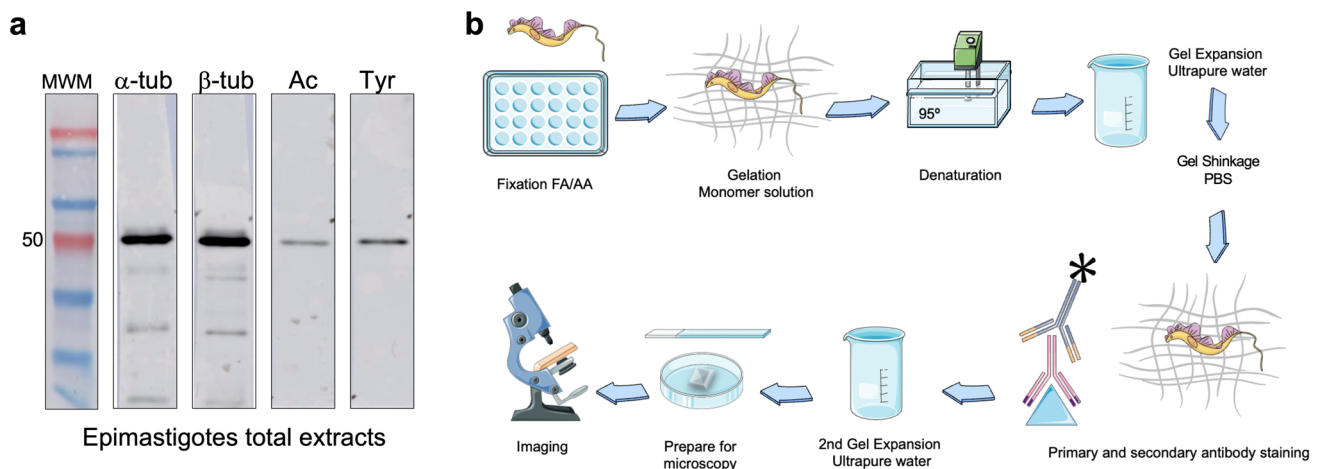 a
MWM α-tub β-tub Ac Tyr
50
Epimastigotes total extracts
b
Fixation FA/AA
Gelation
Monomer solution
95º
Denaturation
Gel Expansion
Ultrapure water
Gel Shinkage
PBS
*
Primary and secondary antibody staining
2nd Gel Expansion
Ultrapure water
Prepare for
microscopy
Imaging